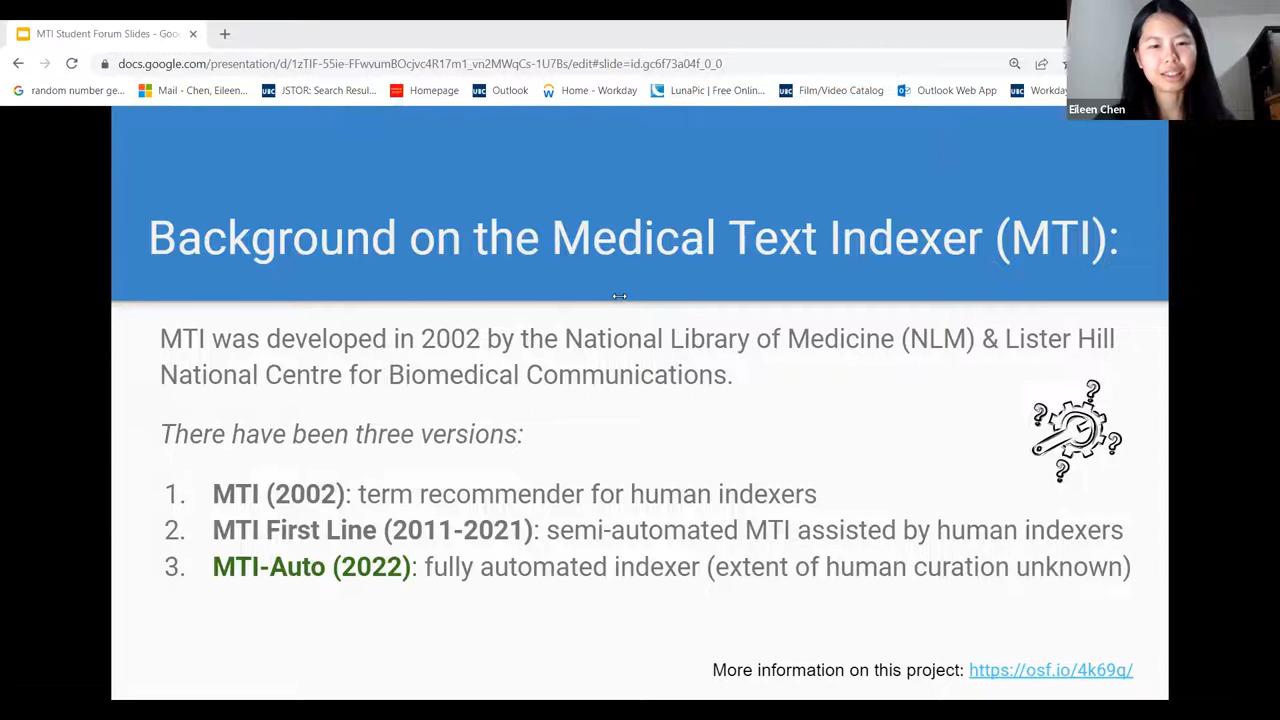 MTI Student Forum Slides - Goo
docs.google.com/presentation/d/1zTIF-55ie-FFwvumBOcjvc4R17m1_vn2MWqCs-1U7Bs/edit#slide=id.gc6f73a04f_0_0
random number ge... Mail - Chen, Eileen... UBC JSTOR: Search Resul... Homepage UBC Outlook Home - Workday LunaPic | Free Onlin... UBC Film/Video Catalog Outlook Web App UBC Workday
Eileen Chen
Background on the Medical Text Indexer (MTI):
MTI was developed in 2002 by the National Library of Medicine (NLM) & Lister Hill
National Centre for Biomedical Communications.
There have been three versions:
1. MTI (2002): term recommender for human indexers
2. MTI First Line (2011-2021): semi-automated MTI assisted by human indexers
3. MTI-Auto (2022): fully automated indexer (extent of human curation unknown)
? ? ? ?
More information on this project: https://osf.io/4k69q/